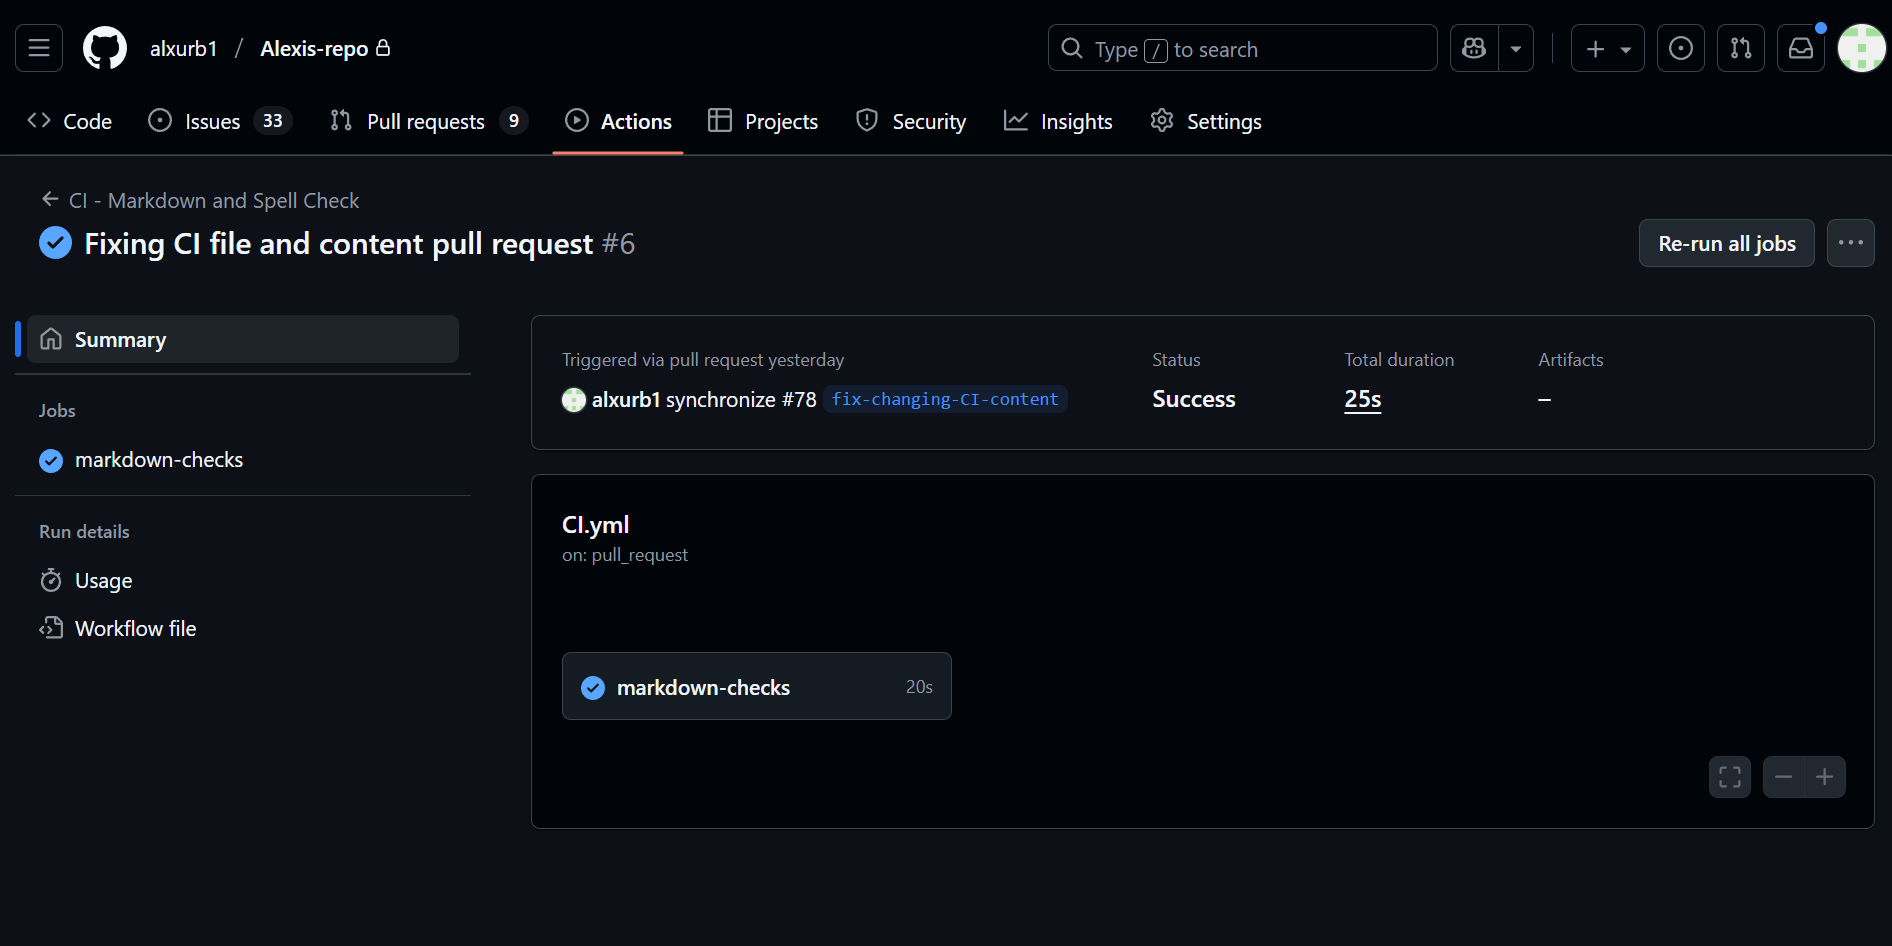 alxurb1 / Alexis-repo
Type / to search
Code
Issues 33
Pull requests 9
Actions
Projects
Security
Insights
Settings
CI - Markdown and Spell Check
Fixing CI file and content pull request #6
Re-run all jobs
Summary
Jobs
markdown-checks
Run details
Usage
Workflow file
Triggered via pull request yesterday
alxurb1 synchronize #78 fix-changing-CI-content
Status
Success
Total duration
25s
Artifacts
–
CI.yml
on: pull_request
markdown-checks 20s